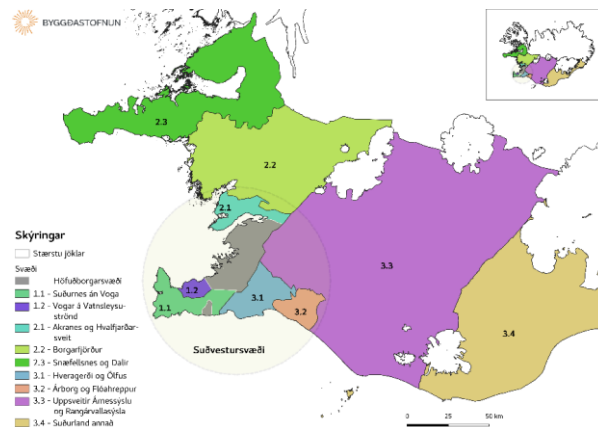 BYGGÐASTOFNUN
2.3
2.2
2.1
3.3
1.2
1.1
3.1
3.2
3.4
Suðvestursvæði
Skýringar
Stærstu jöklar
Svæði
Höfuðborgarsvæði
1.1 - Suðurnes án Voga
1.2 - Vogar á Vatnsleysu-
strönd
2.1 - Akranes og Hvalfjarðar-
sveit
2.2 - Borgarfjörður
2.3 - Snæfellsnes og Dalir
3.1 - Hveragerði og Ölfus
3.2 - Árborg og Flóahreppur
3.3 - Uppsveitir Árnessýslu
og Rangárvallasýsla
3.4 - Suðurland annað
0 25 50 km